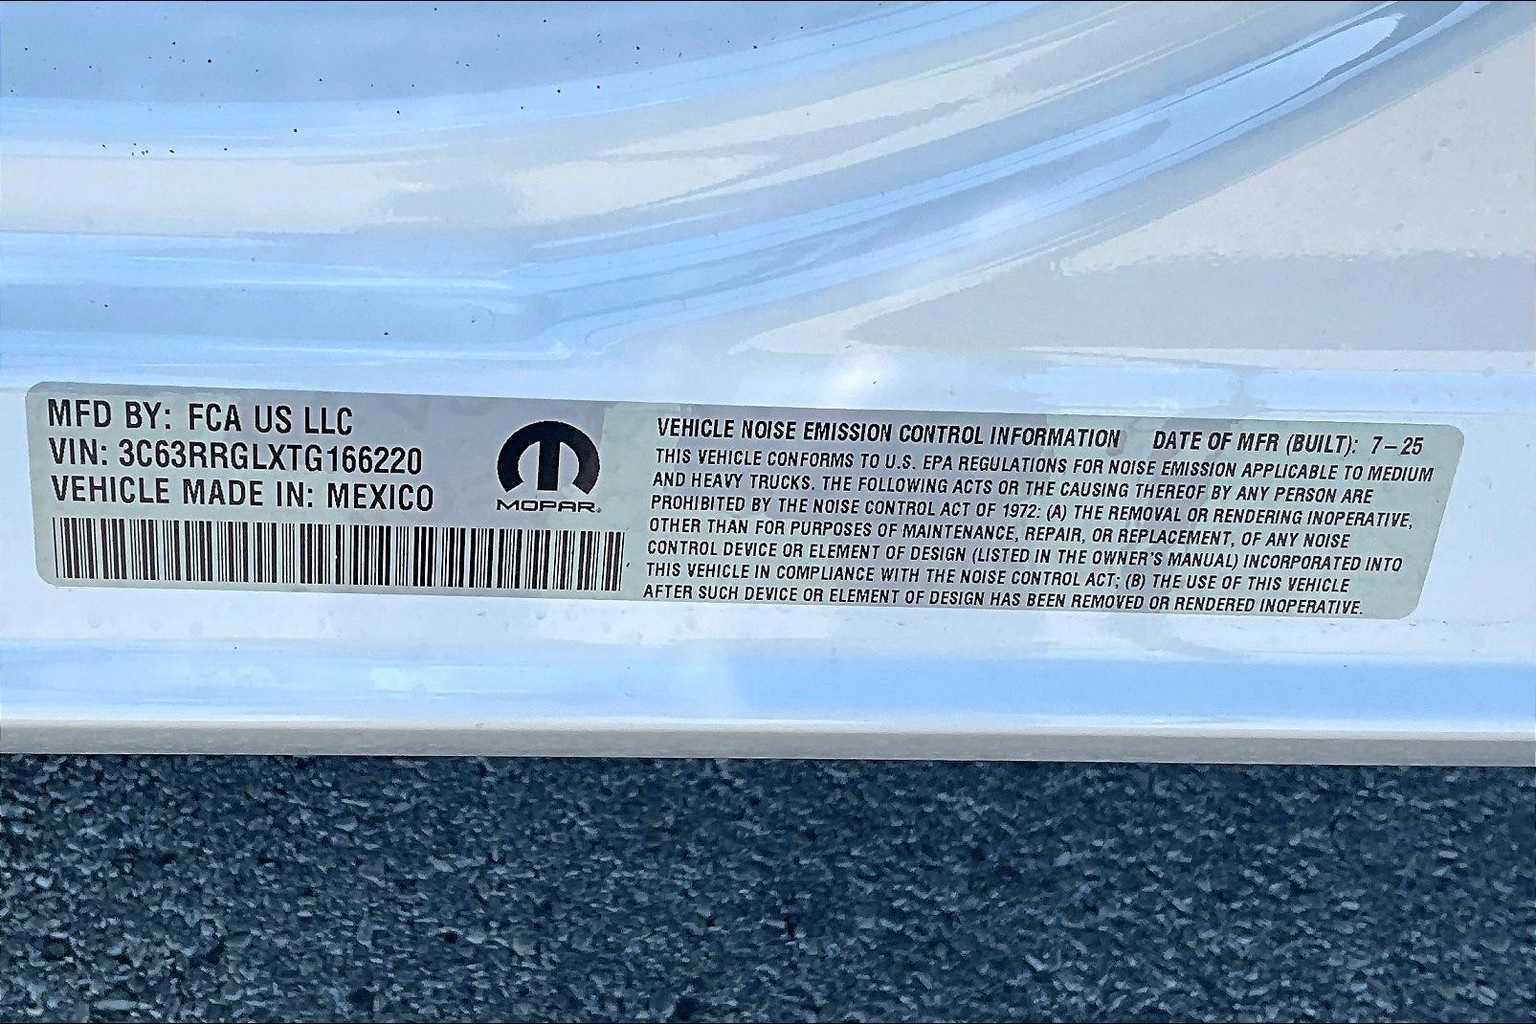 MFD BY: FCA US LLC
VIN: 3C63RRGLXTG166220
VEHICLE MADE IN: MEXICO
MOPAR®
VEHICLE NOISE EMISSION CONTROL INFORMATION DATE OF MFR (BUILT): 7-25
THIS VEHICLE CONFORMS TO U.S. EPA REGULATIONS FOR NOISE EMISSION APPLICABLE TO MEDIUM
AND HEAVY TRUCKS. THE FOLLOWING ACTS OR THE CAUSING THEREOF BY ANY PERSON ARE
PROHIBITED BY THE NOISE CONTROL ACT OF 1972: (A) THE REMOVAL OR RENDERING INOPERATIVE,
OTHER THAN FOR PURPOSES OF MAINTENANCE, REPAIR, OR REPLACEMENT, OF ANY NOISE
CONTROL DEVICE OR ELEMENT OF DESIGN (LISTED IN THE OWNER'S MANUAL) INCORPORATED INTO
THIS VEHICLE IN COMPLIANCE WITH THE NOISE CONTROL ACT; (B) THE USE OF THIS VEHICLE
AFTER SUCH DEVICE OR ELEMENT OF DESIGN HAS BEEN REMOVED OR RENDERED INOPERATIVE.